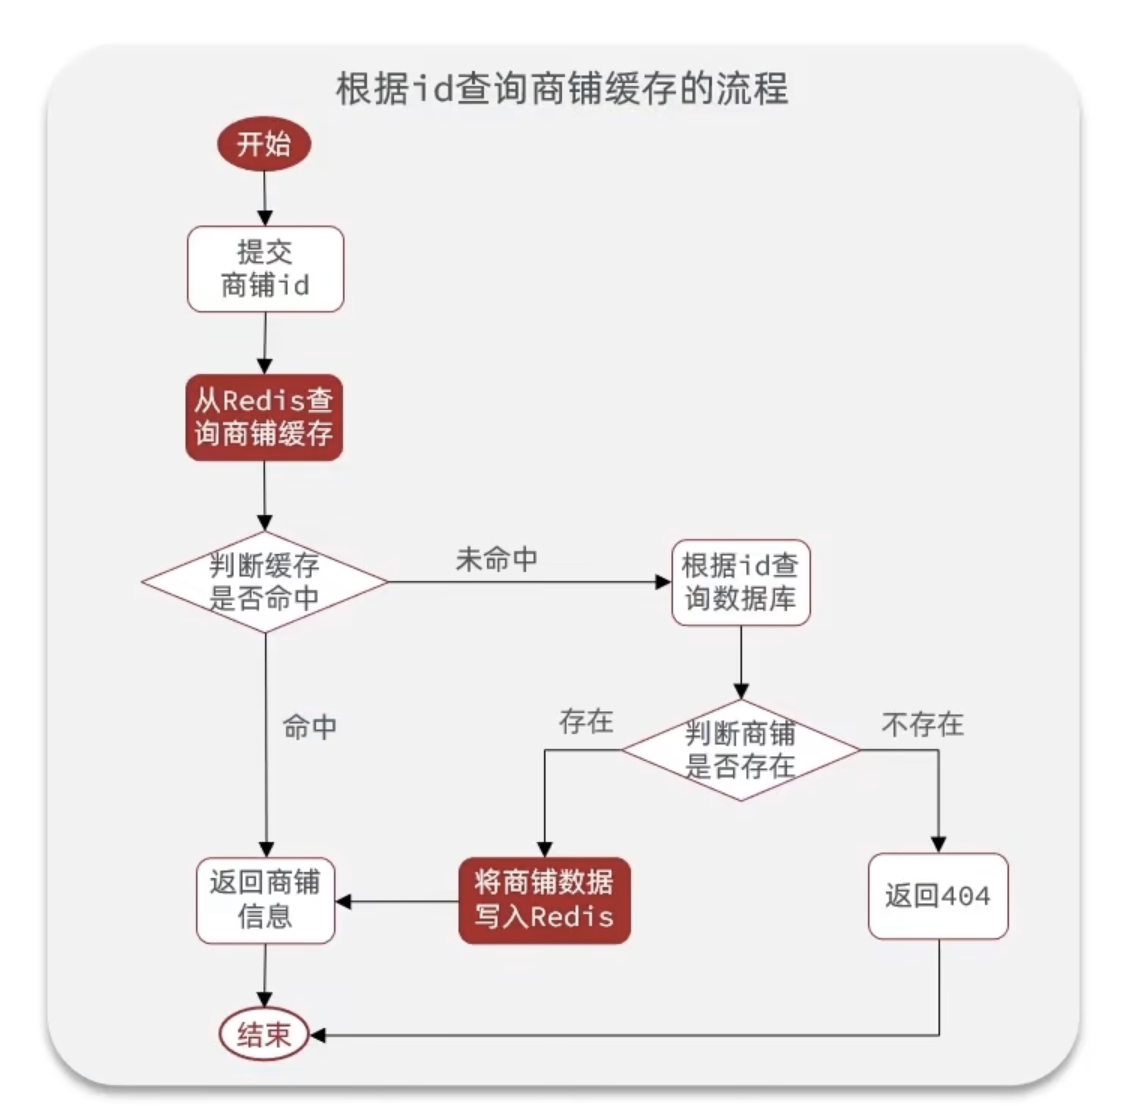 根据id查询商铺缓存的流程
开始
提交
商铺id
从Redis查
询商铺缓存
判断缓存
是否命中
未命中
根据id查
询数据库
命中
存在
判断商铺
是否存在
不存在
返回商铺
信息
将商铺数据
写入Redis
返回404
结束